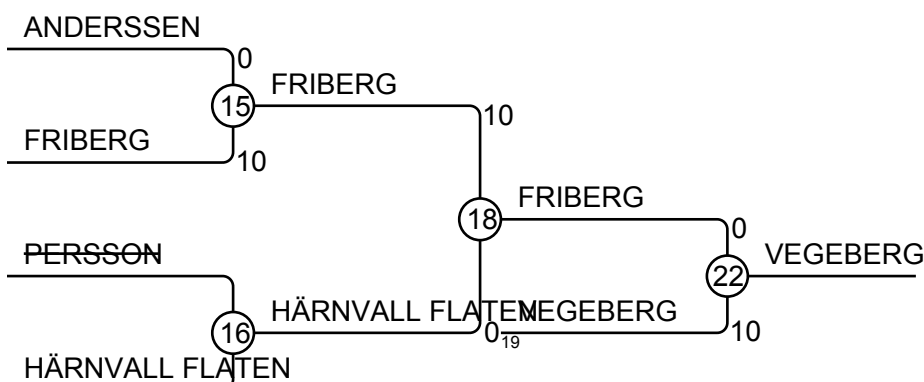 ANDERSSEN
0
15
FRIBERG
10
FRIBERG
10
18
FRIBERG
0
22
VEGEBERG
PERSSON
16
HÄRNVALL FLATEN
0
19
VEGEBERG
10
HÄRNVALL FLATEN